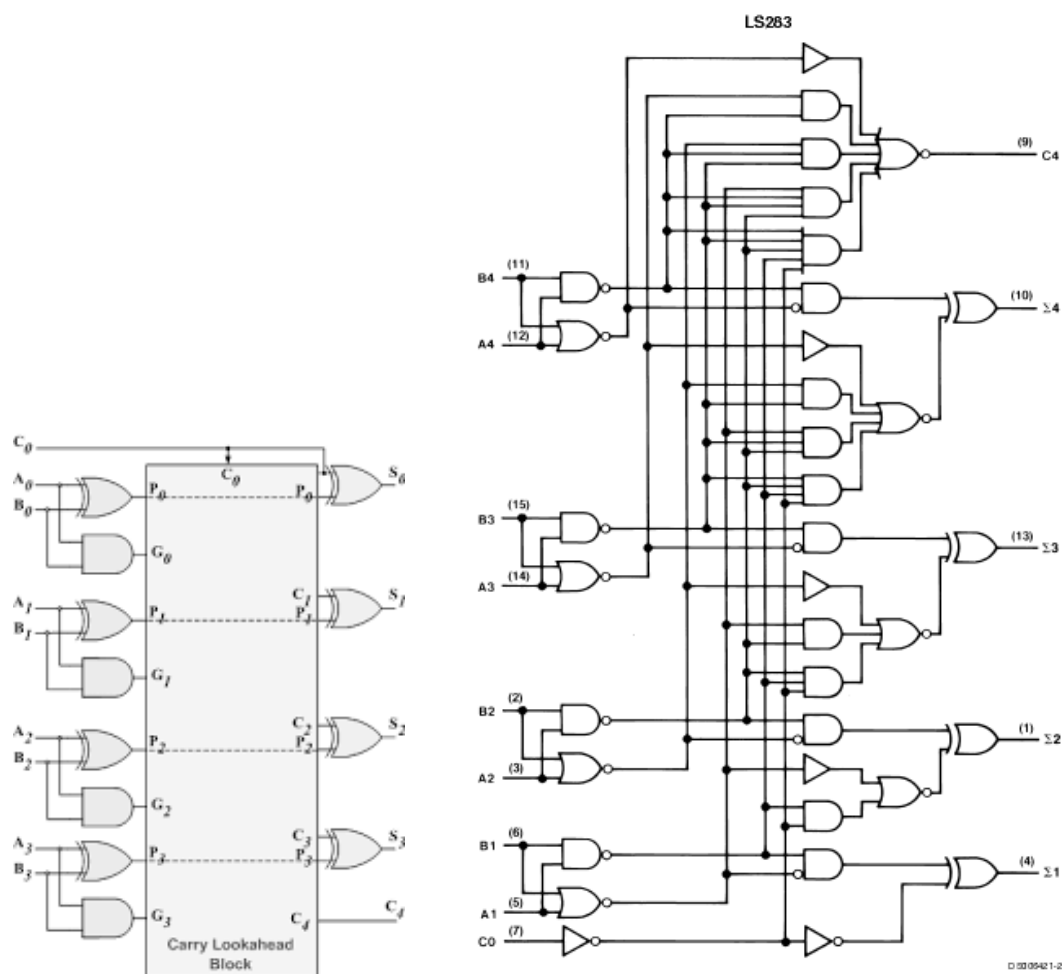 C0
A0
B0
P0
G0
C0
P0
S0
A1
B1
P1
G1
C1
P1
S1
A2
B2
P2
G2
C2
P2
S2
A3
B3
P3
G3
C3
P3
S3
C4
C4
Carry Lookahead
Block
LS283
(9)
C4
B4 (11)
A4 (12)
(10)
Σ4
B3 (15)
A3 (14)
(13)
Σ3
B2 (2)
A2 (3)
(1)
Σ2
B1 (6)
A1 (5)
(4)
Σ1
C0 (7)